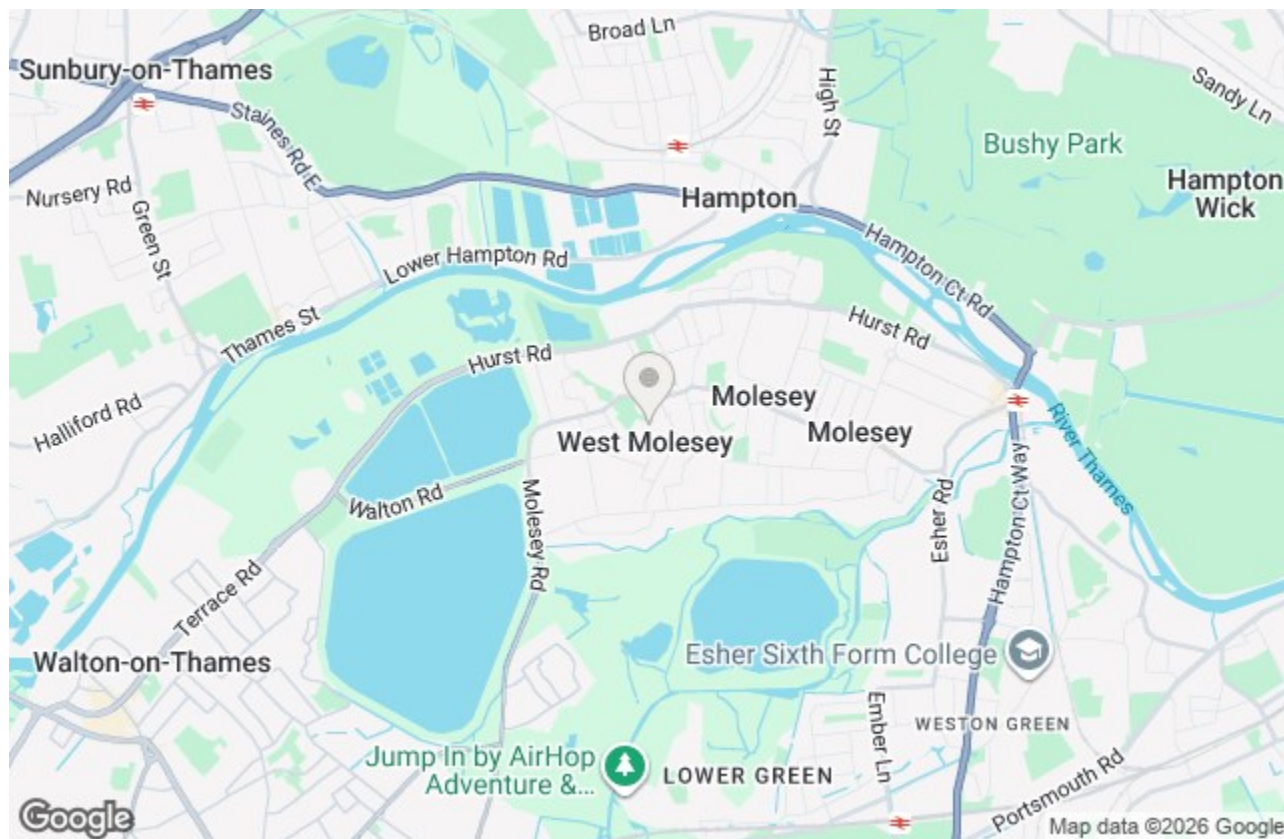 Broad Ln
Sunbury-on-Thames
High St
Sandy Ln
Staines Rd E
Bushy Park
Nursery Rd
Hampton
Hampton
Wick
Green St
Lower Hampton Rd
Hampton Ct Rd
Thames St
Hurst Rd
Hurst Rd
Halliford Rd
Molesey
West Molesey
Molesey
River Thames
Walton Rd
Molesey Rd
Esher Rd
Hampton Ct Way
Terrace Rd
Walton-on-Thames
Esher Sixth Form College
Ember Ln
WESTON GREEN
Jump In by AirHop
Adventure &...
LOWER GREEN
Portsmouth Rd
Google
Map data ©2026 Google